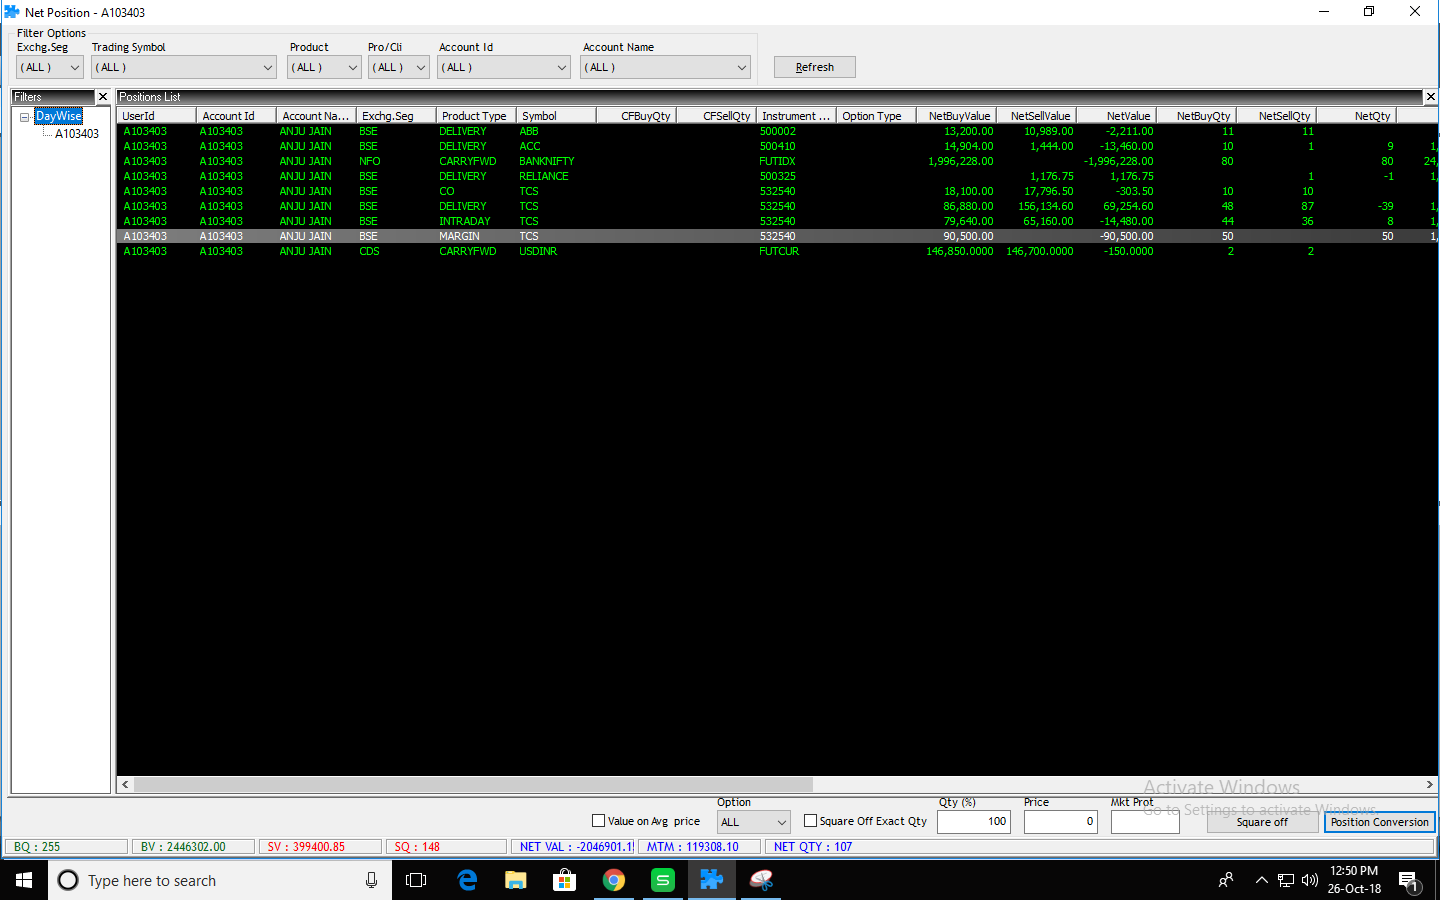 Net Position - A103403
Filter Options
Exchg.Seg Trading Symbol Product Pro/Cli Account Id Account Name
(ALL) (ALL) (ALL) (ALL) (ALL) (ALL) Refresh
Filters Positions List
DayWise
A103403
UserId Account Id Account Na... Exchg.Seg Product Type Symbol CFBuyQty CFSellQty Instrument ... Option Type NetBuyValue NetSellValue NetValue NetBuyQty NetSellQty NetQty
A103403 A103403 ANJU JAIN BSE DELIVERY ABB 500002 13,200.00 10,989.00 -2,211.00 11 11
A103403 A103403 ANJU JAIN BSE DELIVERY ACC 500410 14,904.00 1,444.00 -13,460.00 10 1 9 1,
A103403 A103403 ANJU JAIN NFO CARRYFWD BANKNIFTY FUTIDX 1,996,228.00 -1,996,228.00 80 80 24,
A103403 A103403 ANJU JAIN BSE DELIVERY RELIANCE 500325 1,176.75 1,176.75 1 -1 1,
A103403 A103403 ANJU JAIN BSE CO TCS 532540 18,100.00 17,796.50 -303.50 10 10
A103403 A103403 ANJU JAIN BSE DELIVERY TCS 532540 86,880.00 156,134.60 69,254.60 48 87 -39 1,
A103403 A103403 ANJU JAIN BSE INTRADAY TCS 532540 79,640.00 65,160.00 -14,480.00 44 36 8 1,
A103403 A103403 ANJU JAIN BSE MARGIN TCS 532540 90,500.00 -90,500.00 50 50 1,
A103403 A103403 ANJU JAIN CDS CARRYFWD USDINR FUTCUR 146,850.0000 146,700.0000 -150.0000 2 2
Activate Windows
Go to Settings to activate Windows.
Option Qty (%) Price Mkt Prot
Value on Avg price ALL Square Off Exact Qty 100 0 Square off Position Conversion
BQ : 255 BV : 2446302.00 SV : 399400.85 SQ : 148 NET VAL : -2046901.1 MTM : 119308.10 NET QTY : 107
Type here to search
12:50 PM
26-Oct-18
1